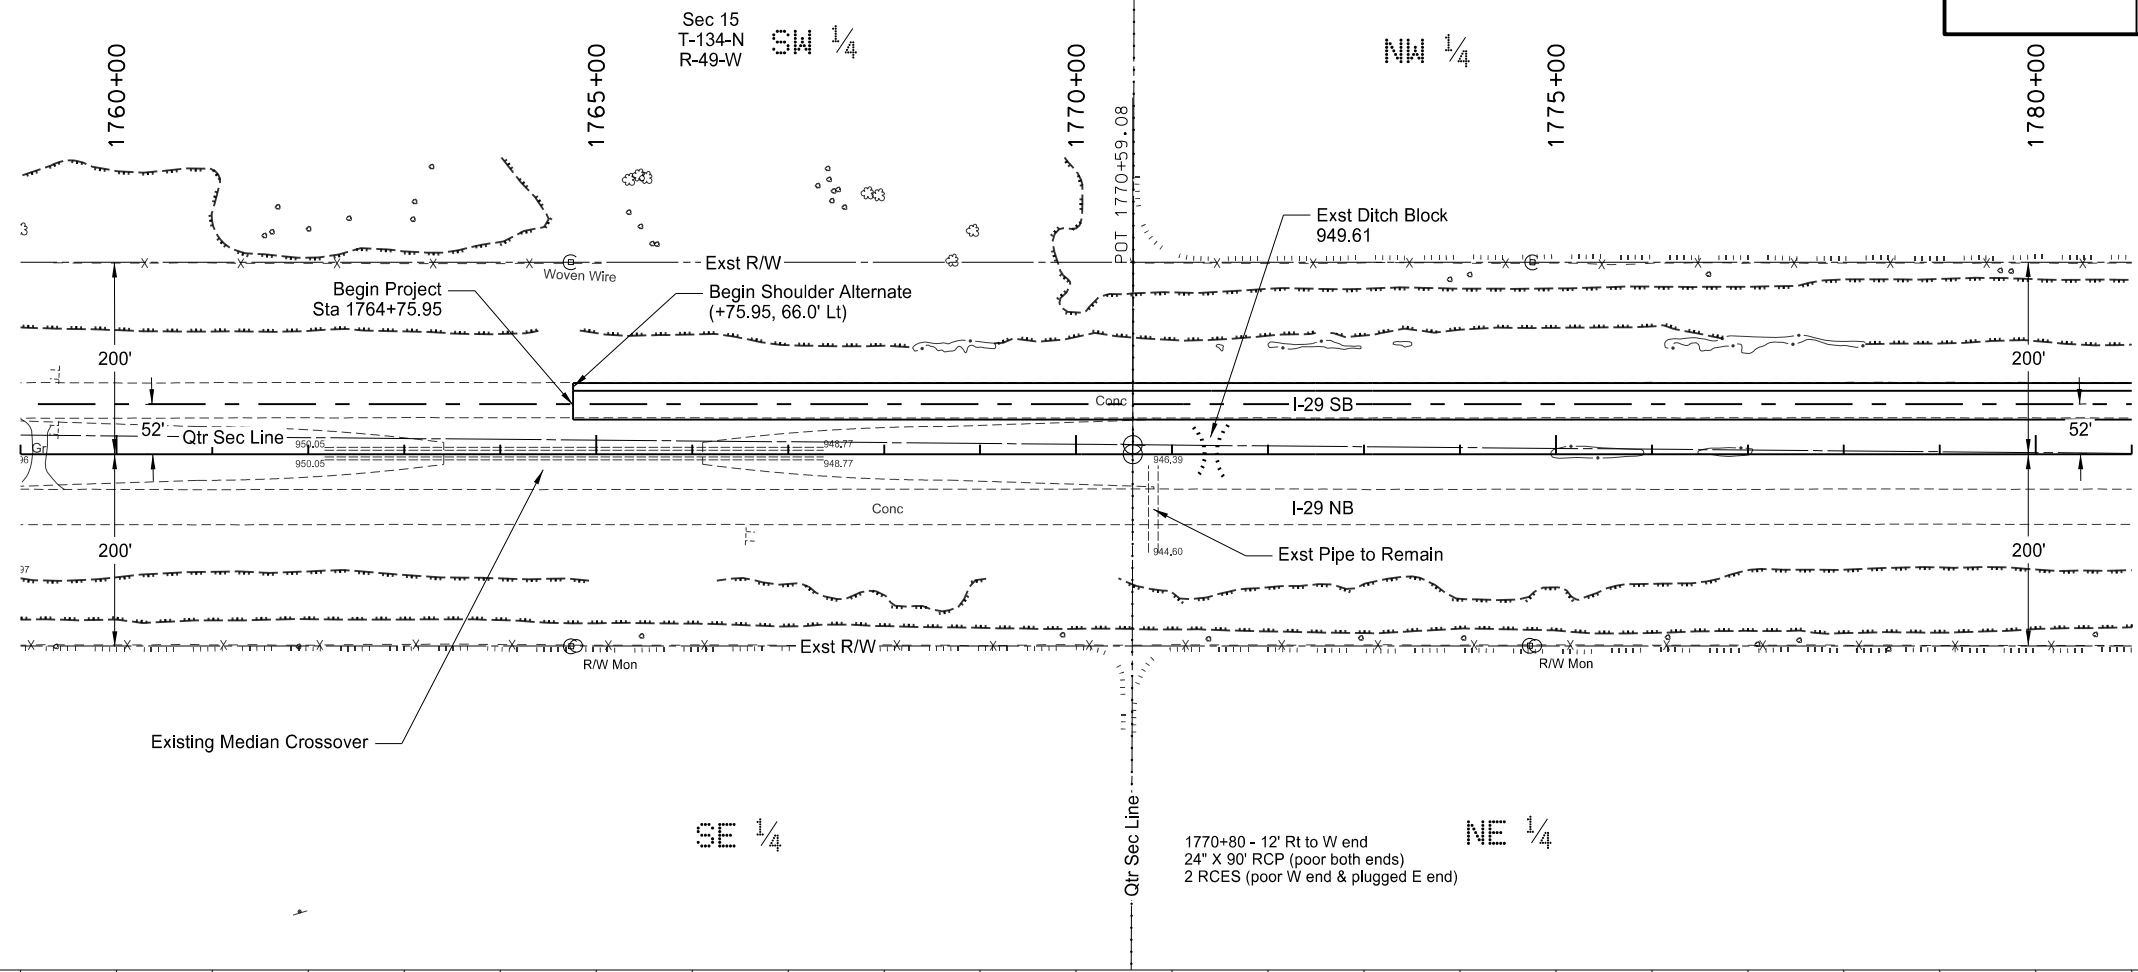 Sec 15
T-134-N
R-49-W
SW 1/4
NW 1/4
1760+00
1765+00
1770+00
1775+00
1780+00
POT 1770+59.08
Exst Ditch Block
949.61
Exst R/W
Woven Wire
Begin Project
Sta 1764+75.95
Begin Shoulder Alternate
(+75.95, 66.0' Lt)
200'
200'
Conc
I-29 SB
52'
52'
Qtr Sec Line
Gr
950.05
948.77
950.05
948.77
96
946.39
Conc
I-29 NB
200'
200'
944.60
Exst Pipe to Remain
97
Exst R/W
R/W Mon
R/W Mon
Existing Median Crossover
SE 1/4
NE 1/4
Qtr Sec Line
1770+80 - 12' Rt to W end
24" X 90' RCP (poor both ends)
2 RCES (poor W end & plugged E end)